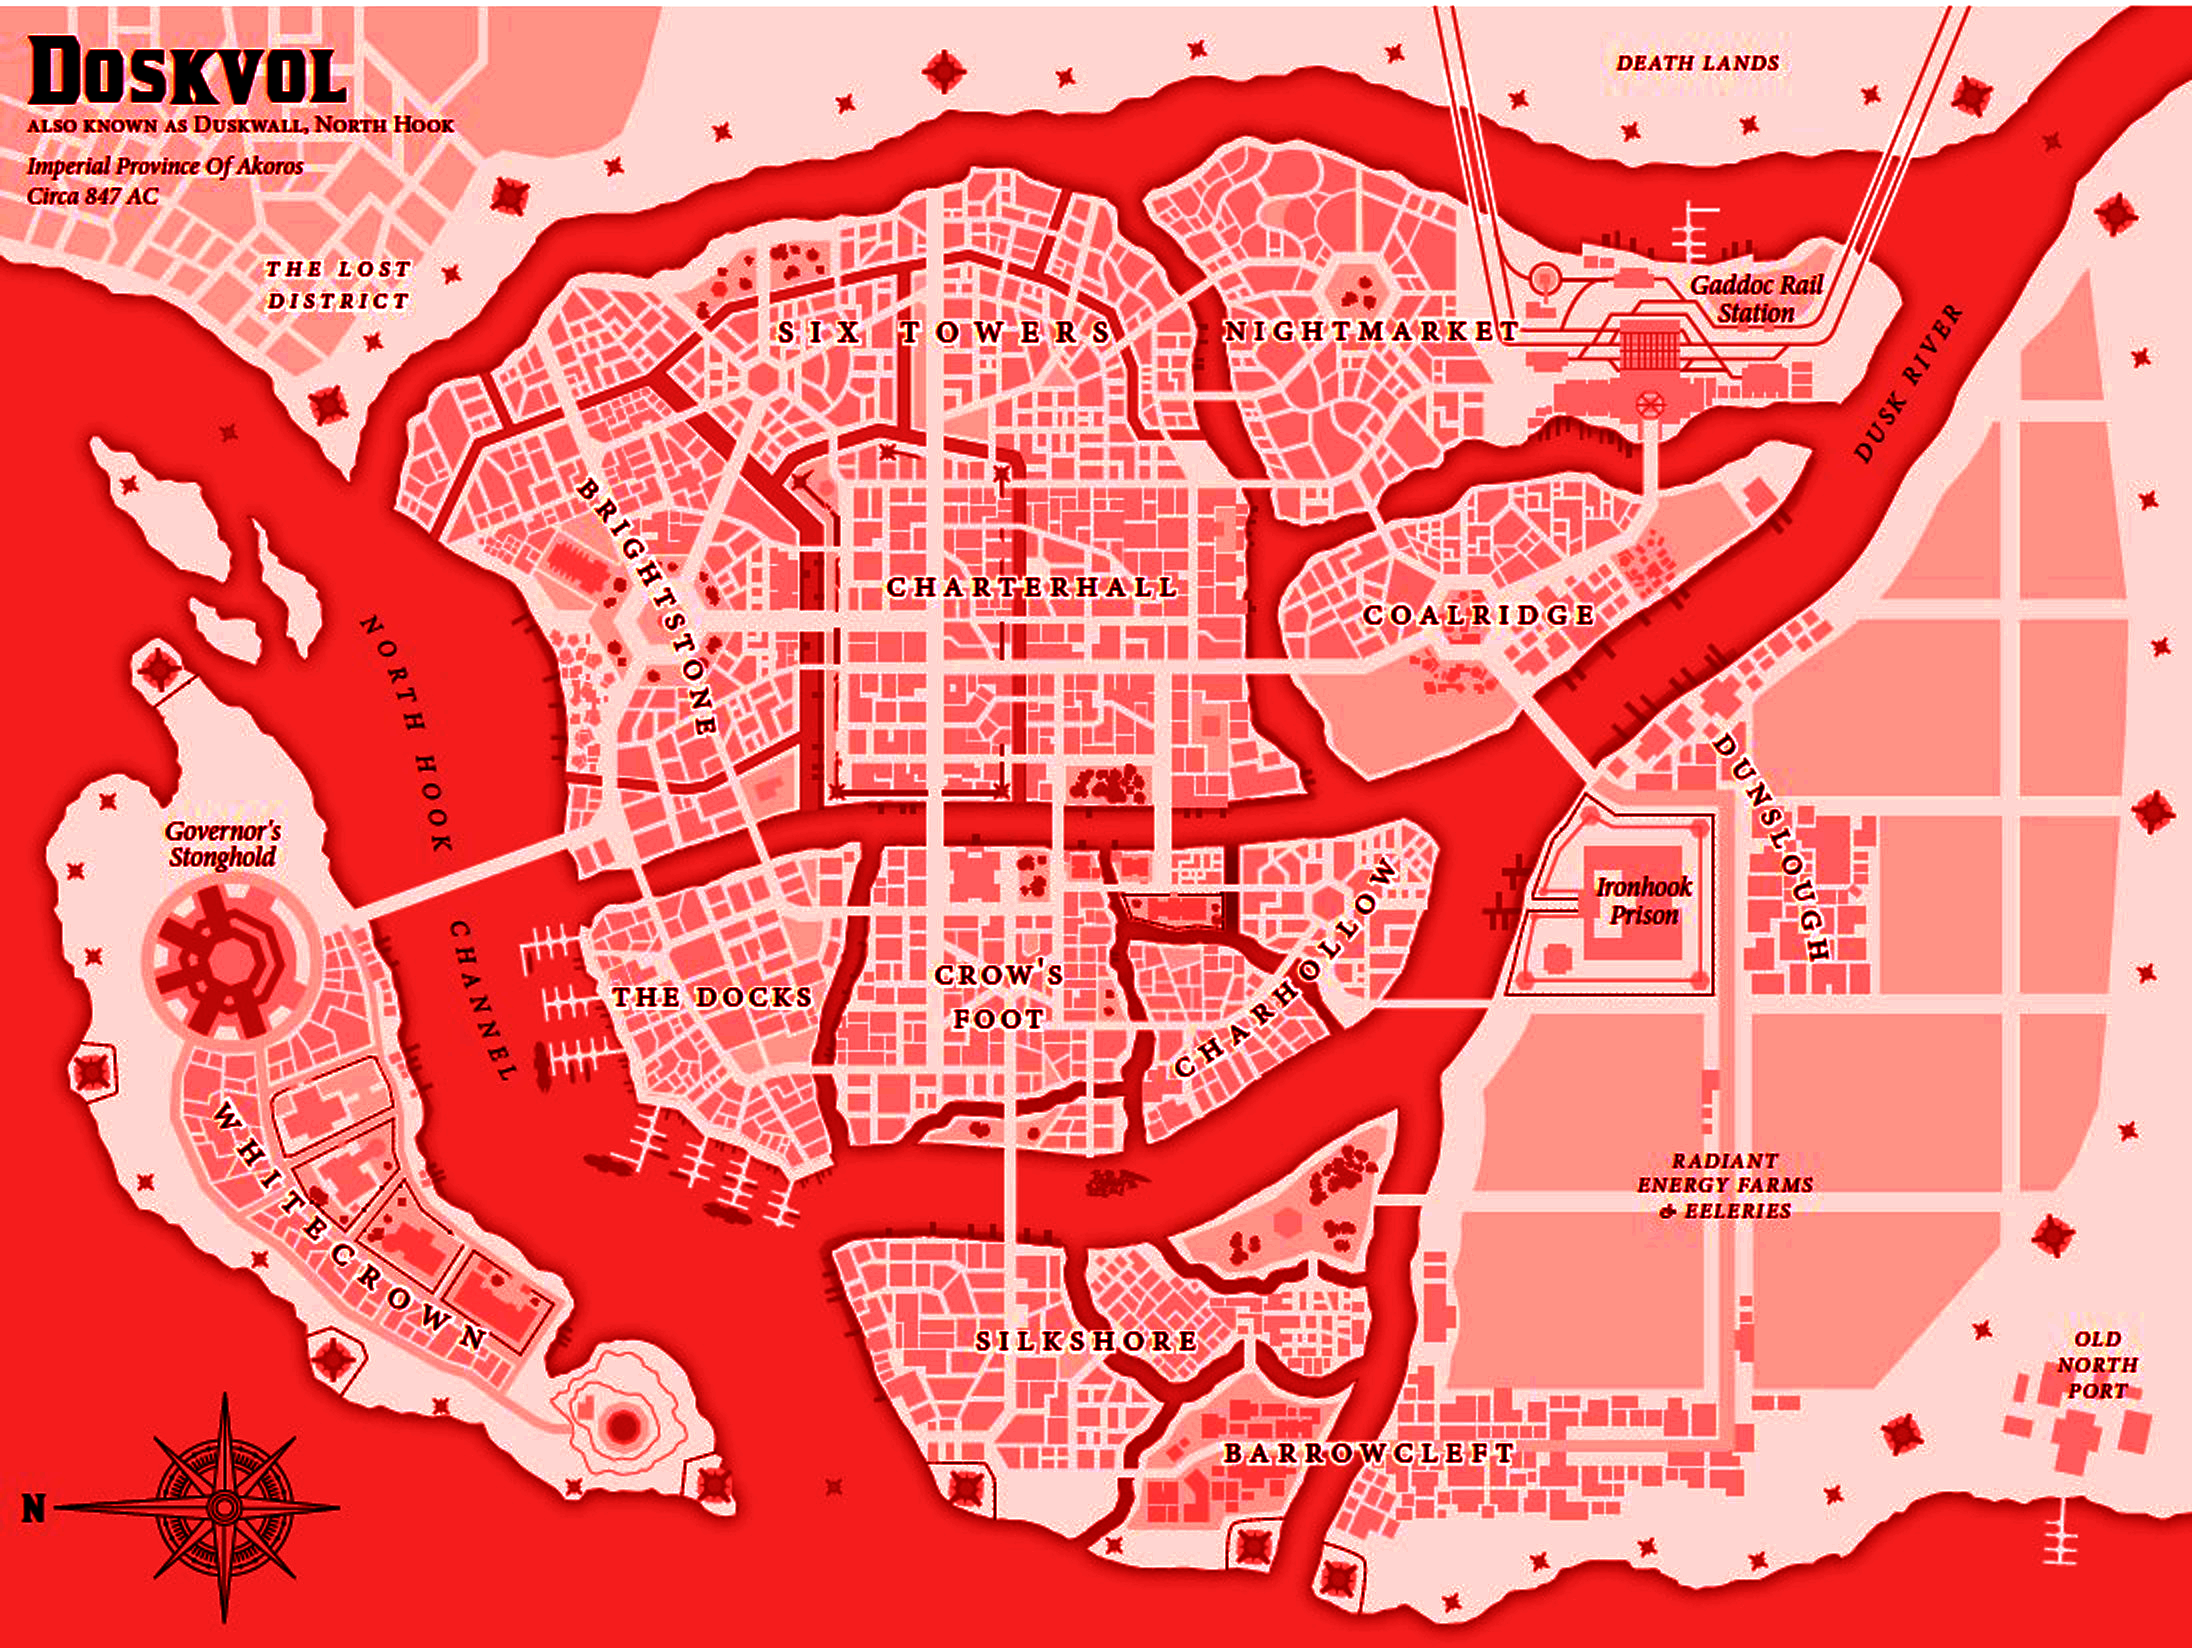 DOSKVOL
ALSO KNOWN AS DUSKWALL, NORTH HOOK
Imperial Province Of Akoros
Circa 847 AC
DEATH LANDS
THE LOST
DISTRICT
Gaddoc Rail
Station
SIX TOWERS
NIGHTMARKET
DUSK RIVER
BRIGHTSTONE
CHARTERHALL
COALRIDGE
NORTH HOOK CHANNEL
DUNSLOUGH
Governor's
Stonghold
Ironhook
Prison
THE DOCKS
CROW'S
FOOT
CHARHOLLOW
WHITECROWN
RADIANT
ENERGY FARMS
& EELERIES
SILKSHORE
OLD
NORTH
PORT
BARROWCLEFT
N